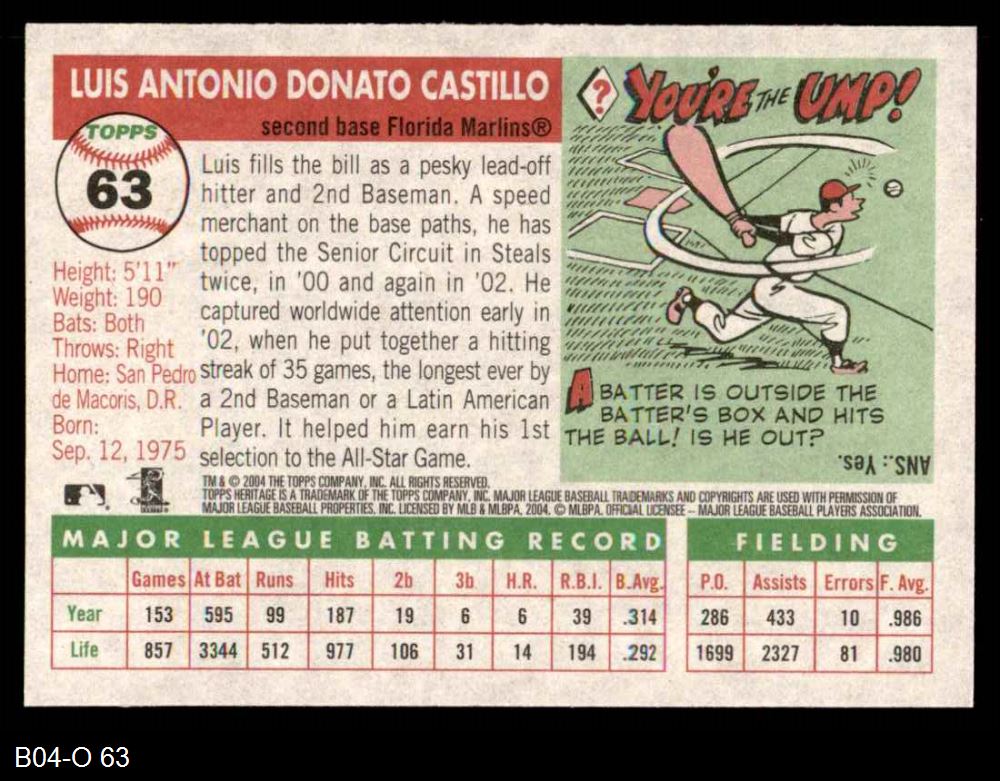 LUIS ANTONIO DONATO CASTILLO
second base Florida Marlins®
TOPPS
63
Height: 5'11"
Weight: 190
Bats: Both
Throws: Right
Home: San Pedro
de Macoris, D.R.
Born:
Sep. 12, 1975
Luis fills the bill as a pesky lead-off
hitter and 2nd Baseman. A speed
merchant on the base paths, he has
topped the Senior Circuit in Steals
twice, in '00 and again in '02. He
captured worldwide attention early in
'02, when he put together a hitting
streak of 35 games, the longest ever by
a 2nd Baseman or a Latin American
Player. It helped him earn his 1st
selection to the All-Star Game.
? YOU'RE THE UMP!
A BATTER IS OUTSIDE THE
BATTER'S BOX AND HITS
THE BALL! IS HE OUT?
ANS.: Yes.
TM & © 2004 THE TOPPS COMPANY, INC. ALL RIGHTS RESERVED.
TOPPS HERITAGE IS A TRADEMARK OF THE TOPPS COMPANY, INC. MAJOR LEAGUE BASEBALL TRADEMARKS AND COPYRIGHTS ARE USED WITH PERMISSION OF
MAJOR LEAGUE BASEBALL PROPERTIES, INC. LICENSED BY MLB & MLBPA, 2004. © MLBPA. OFFICIAL LICENSEE – MAJOR LEAGUE BASEBALL PLAYERS ASSOCIATION.
MAJOR LEAGUE BATTING RECORD FIELDING
Games At Bat Runs Hits 2b 3b H.R. R.B.I. B.Avg. P.O. Assists Errors F. Avg.
Year 153 595 99 187 19 6 6 39 .314 286 433 10 .986
Life 857 3344 512 977 106 31 14 194 .292 1699 2327 81 .980
B04-O 63